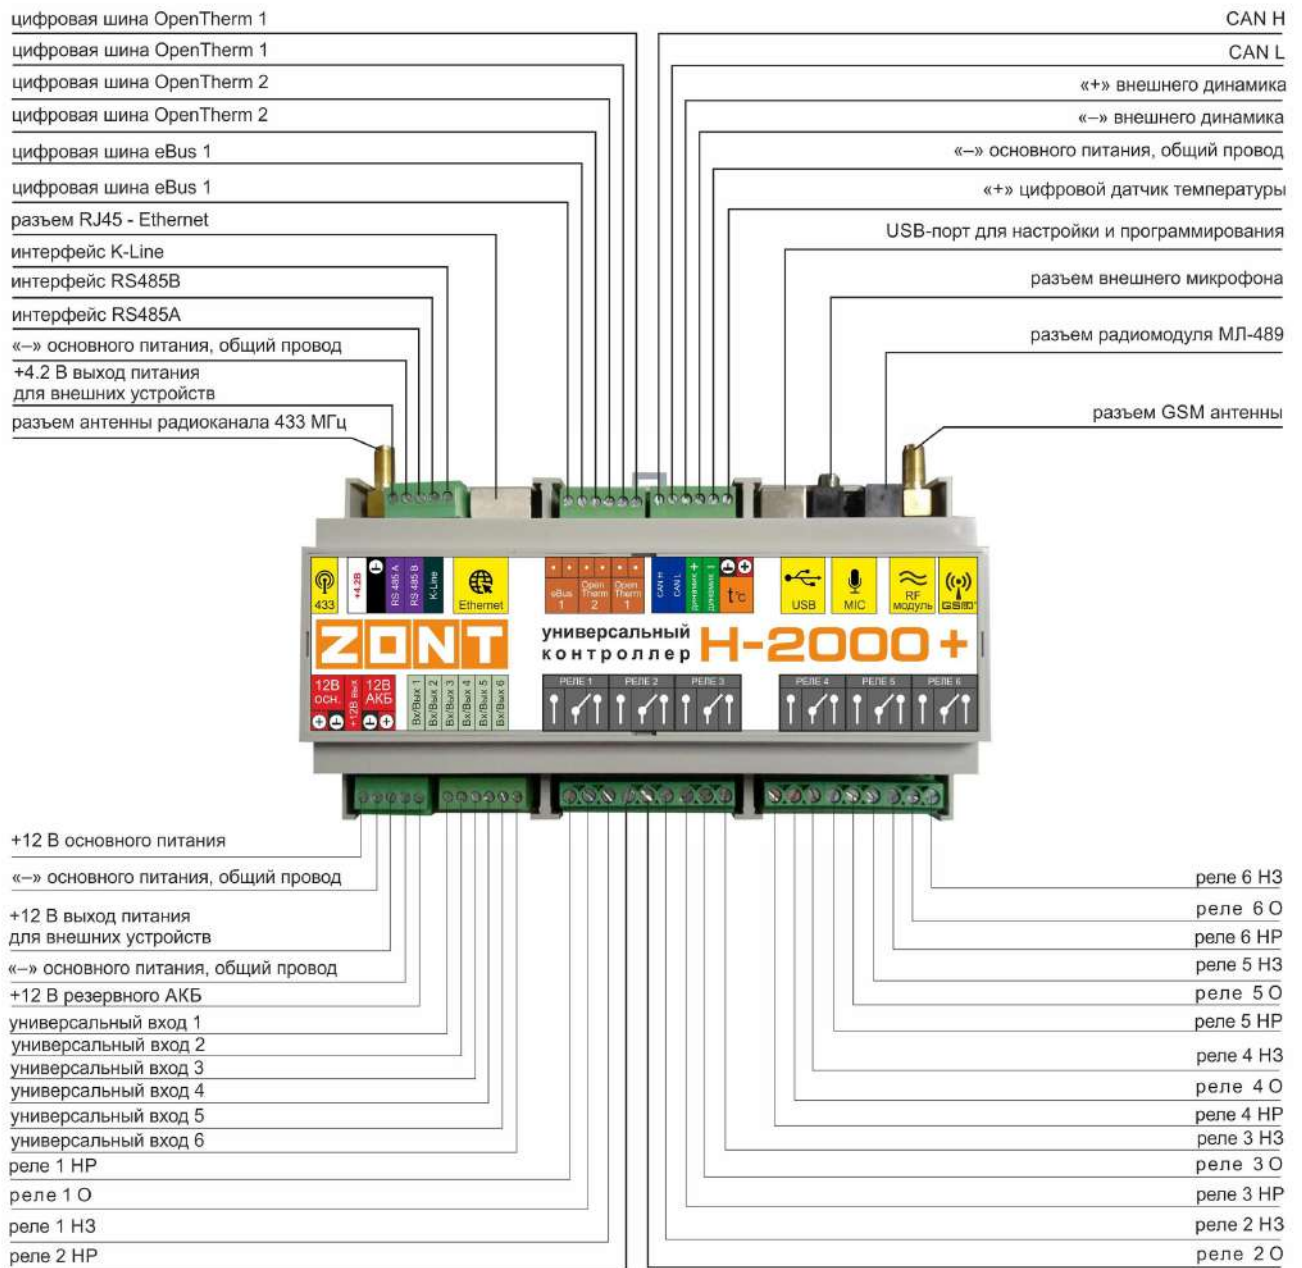 цифровая шина OpenTherm 1
цифровая шина OpenTherm 1
цифровая шина OpenTherm 2
цифровая шина OpenTherm 2
цифровая шина eBus 1
цифровая шина eBus 1
разъем RJ45 - Ethernet
интерфейс K-Line
интерфейс RS485B
интерфейс RS485A
«–» основного питания, общий провод
+4.2 В выход питания
для внешних устройств
разъем антенны радиоканала 433 МГц
CAN H
CAN L
«+» внешнего динамика
«–» внешнего динамика
«–» основного питания, общий провод
«+» цифровой датчик температуры
USB-порт для настройки и программирования
разъем внешнего микрофона
разъем радиомодуля МЛ-489
разъем GSM антенны
433
+4.2В
RS 485 A
RS 485 B
K-Line
Ethernet
eBus
1
Open
Therm
2
Open
Therm
1
CAN H
CAN L
динамик +
динамик –
t°C
USB
MIC
RF
модуль
GSM
ZONT
универсальный
контроллер
H-2000+
12В
осн.
+12В вых
12В
АКБ
Вх/Вых 1
Вх/Вых 2
Вх/Вых 3
Вх/Вых 4
Вх/Вых 5
Вх/Вых 6
РЕЛЕ 1
РЕЛЕ 2
РЕЛЕ 3
РЕЛЕ 4
РЕЛЕ 5
РЕЛЕ 6
+12 В основного питания
«–» основного питания, общий провод
+12 В выход питания
для внешних устройств
«–» основного питания, общий провод
+12 В резервного АКБ
универсальный вход 1
универсальный вход 2
универсальный вход 3
универсальный вход 4
универсальный вход 5
универсальный вход 6
реле 1 НР
реле 1 О
реле 1 НЗ
реле 2 НР
реле 6 НЗ
реле 6 О
реле 6 НР
реле 5 НЗ
реле 5 О
реле 5 НР
реле 4 НЗ
реле 4 О
реле 4 НР
реле 3 НЗ
реле 3 О
реле 3 НР
реле 2 НЗ
реле 2 О